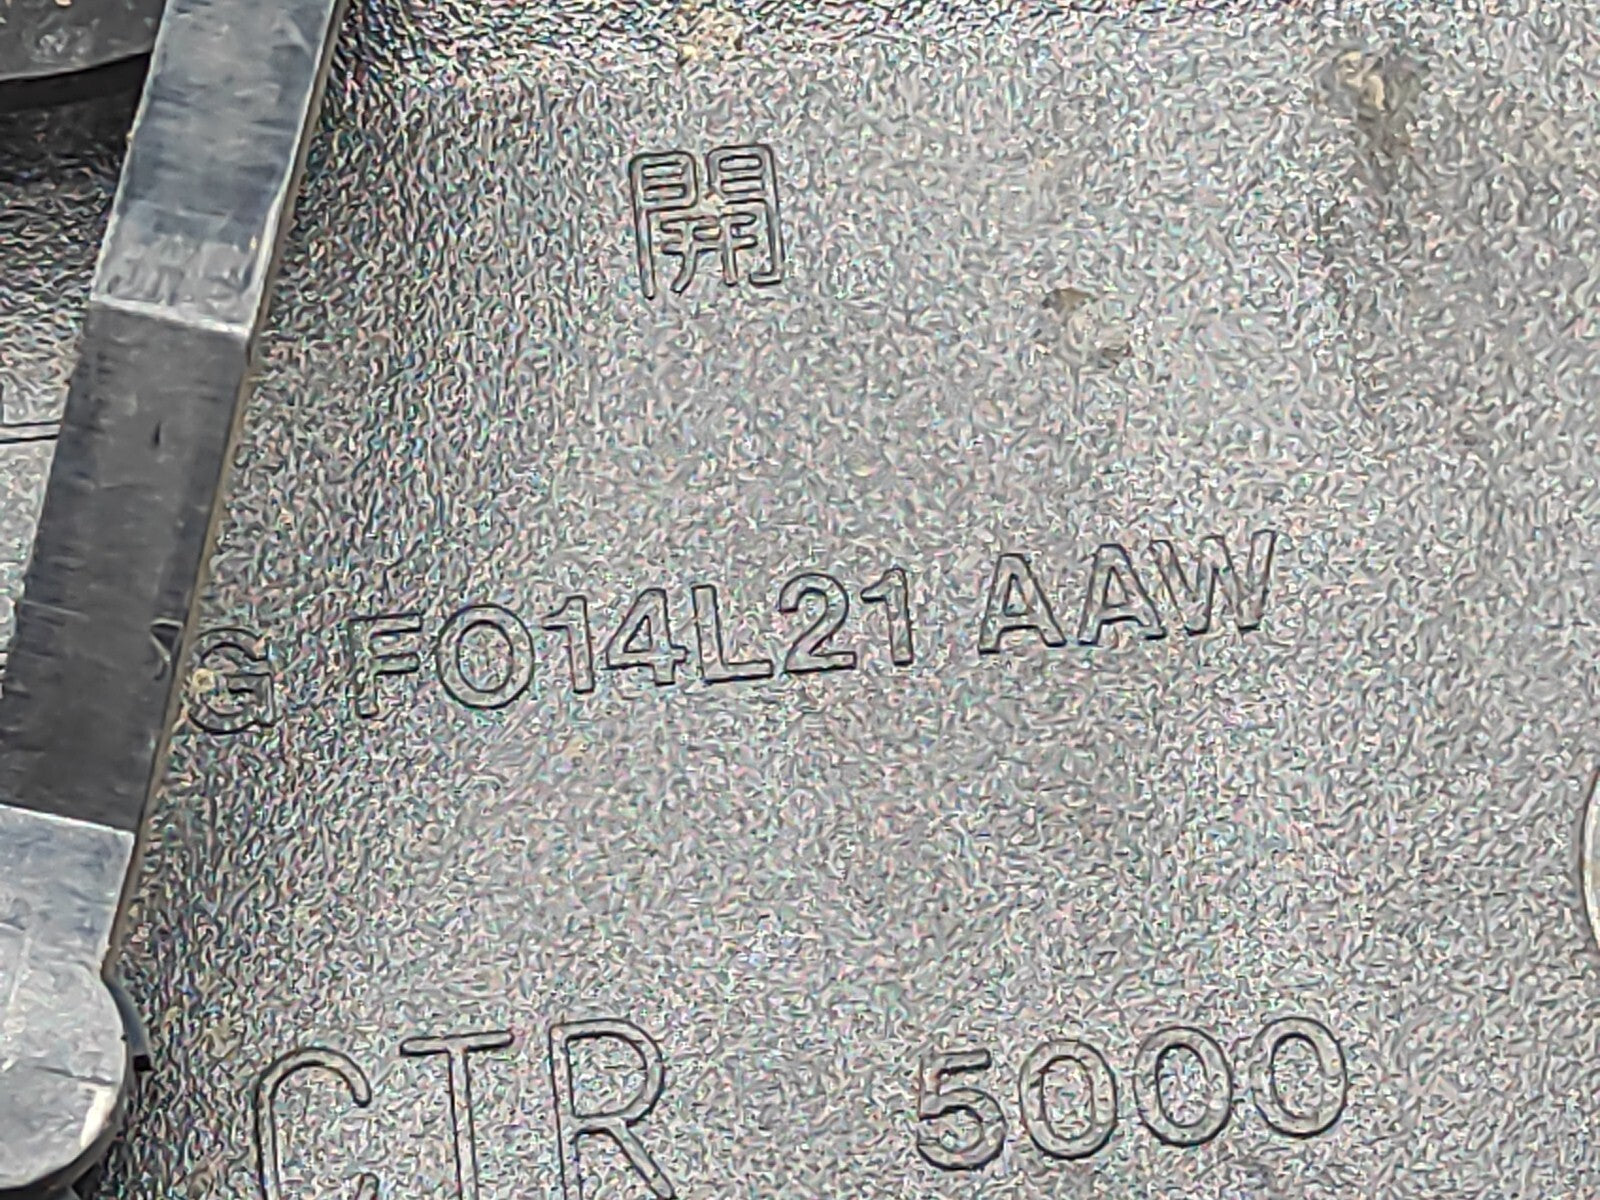 開
G FO14L21 AAW
CTR 5000